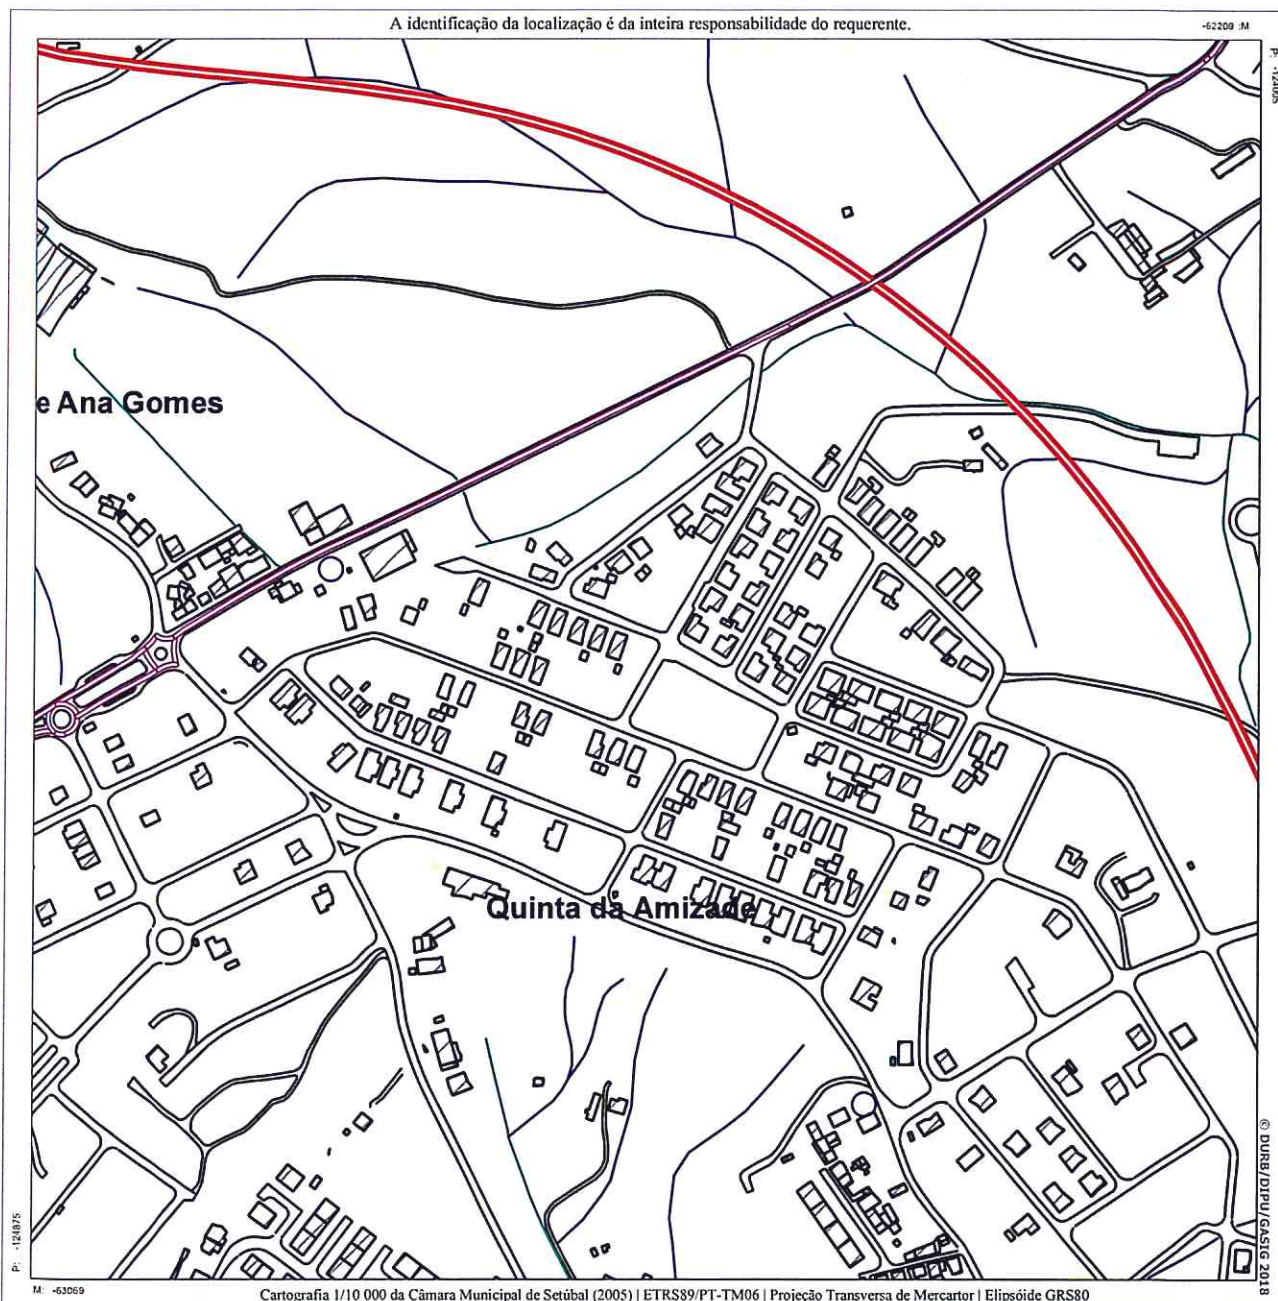 A identificação da localização é da inteira responsabilidade do requerente.
-62209 :M
P: -124005
e Ana Gomes
Quinta da Amizade
© DURB/DIPU/GASIG 2018
P: -124875
M: -63069
Cartografia 1/10 000 da Câmara Municipal de Setúbal (2005) | ETRS89/PT-TM06 | Projeção Transversa de Mercartor | Elipsóide GRS80